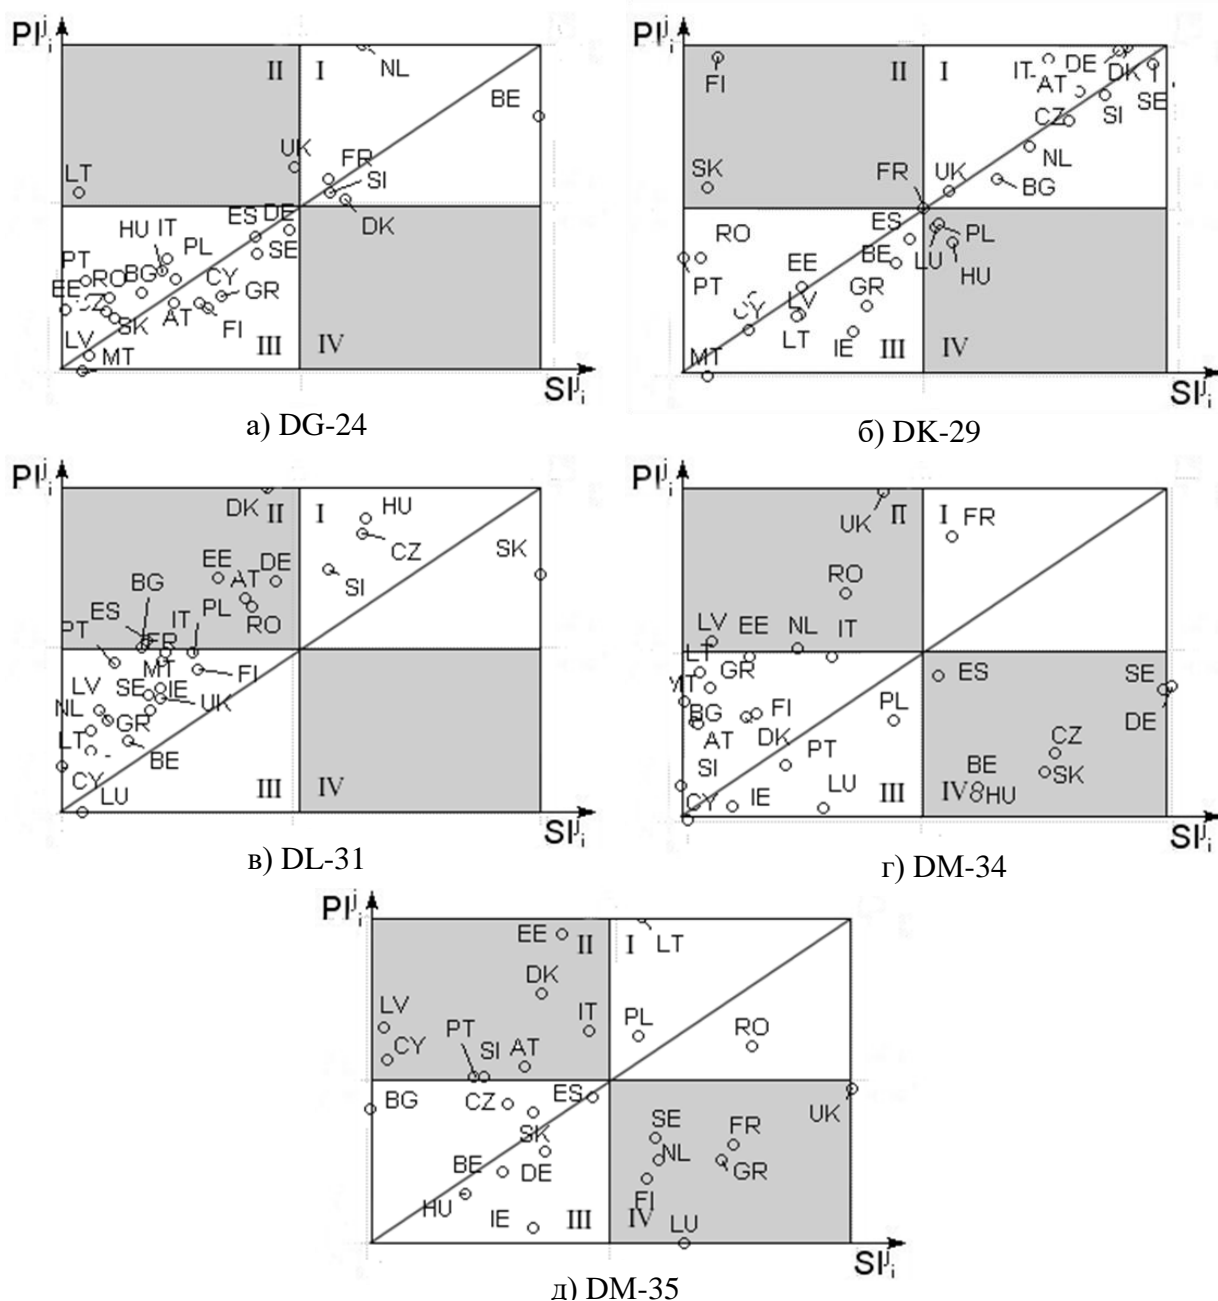 PI^j_i
II I NL
BE
UK
FR
LT
SI
ES DE
DK
HU IT
PL
SE
PT
RO BG
CY
EE
GR
SK
AT
FI
LV
MT
III IV
SI^j_i
а) DG-24
PI^j_i
II I
IT DE
FI
AT
DK
SE
CZ
SI
SK
FR
UK
NL
BG
RO
ES
PL
BE
LU
HU
PT
EE
GR
CY
LV
LT
IE
III IV
MT
SI^j_i
б) DK-29
PI^j_i
DK II I HU
CZ
SK
EE
DE
BG
AT
SI
ES
IT
PL
RO
PT
FR
MT
FI
LV
SE
IE
UK
NL
GR
LT
BE
CY
LU
III IV
SI^j_i
в) DL-31
PI^j_i
UK II I FR
RO
LV
EE
NL
IT
LT
GR
ES
SE
MT
PL
BG
FI
DE
AT
DK
PT
CZ
SI
BE
SK
CY
IE
LU
III IV HU
SI^j_i
г) DM-34
PI^j_i
EE II I LT
DK
LV
IT
PL
RO
PT
CY
SI
AT
BG
CZ
ES
UK
SK
SE
FR
BE
DE
NL
GR
HU
FI
IE
III IV
LU
SI^j_i
д) DM-35